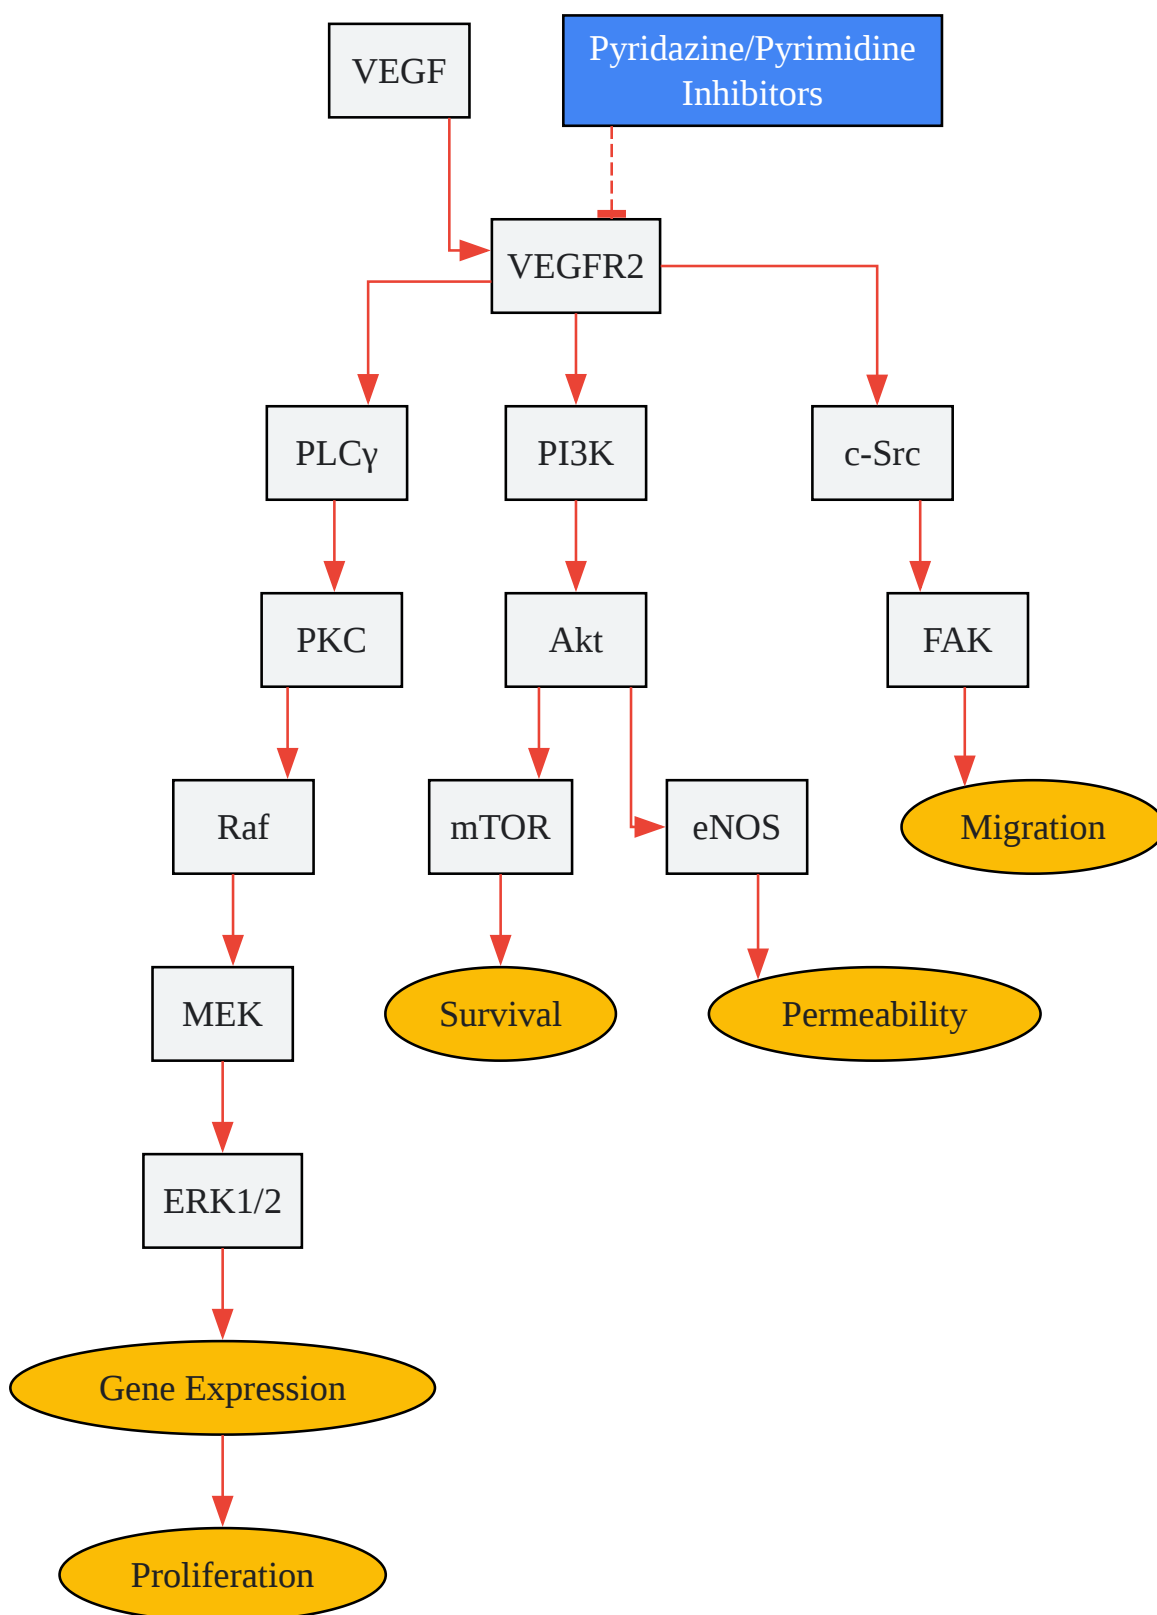 VEGF
Pyridazine/Pyrimidine
Inhibitors
VEGFR2
PLCγ
PI3K
c-Src
PKC
Akt
FAK
Raf
mTOR
eNOS
Migration
MEK
Survival
Permeability
ERK1/2
Gene Expression
Proliferation